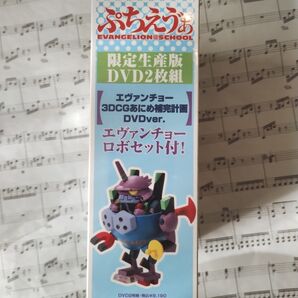 ぷちえう゛ぁ
EVANGELION@SCHOOL
限定生産版
DVD2枚組
【エヴァンチョー
3DCGあにめ補完計画
DVDver.】
エヴァンチョー
ロボセット付!